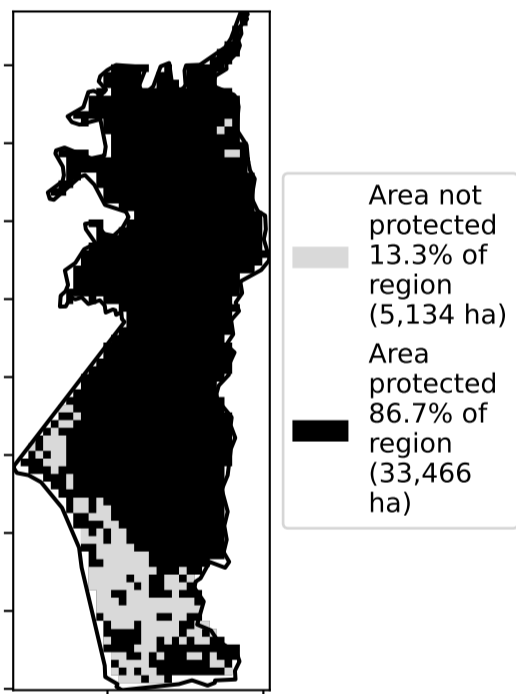 Area not
protected
13.3% of
region
(5,134 ha)
Area
protected
86.7% of
region
(33,466
ha)